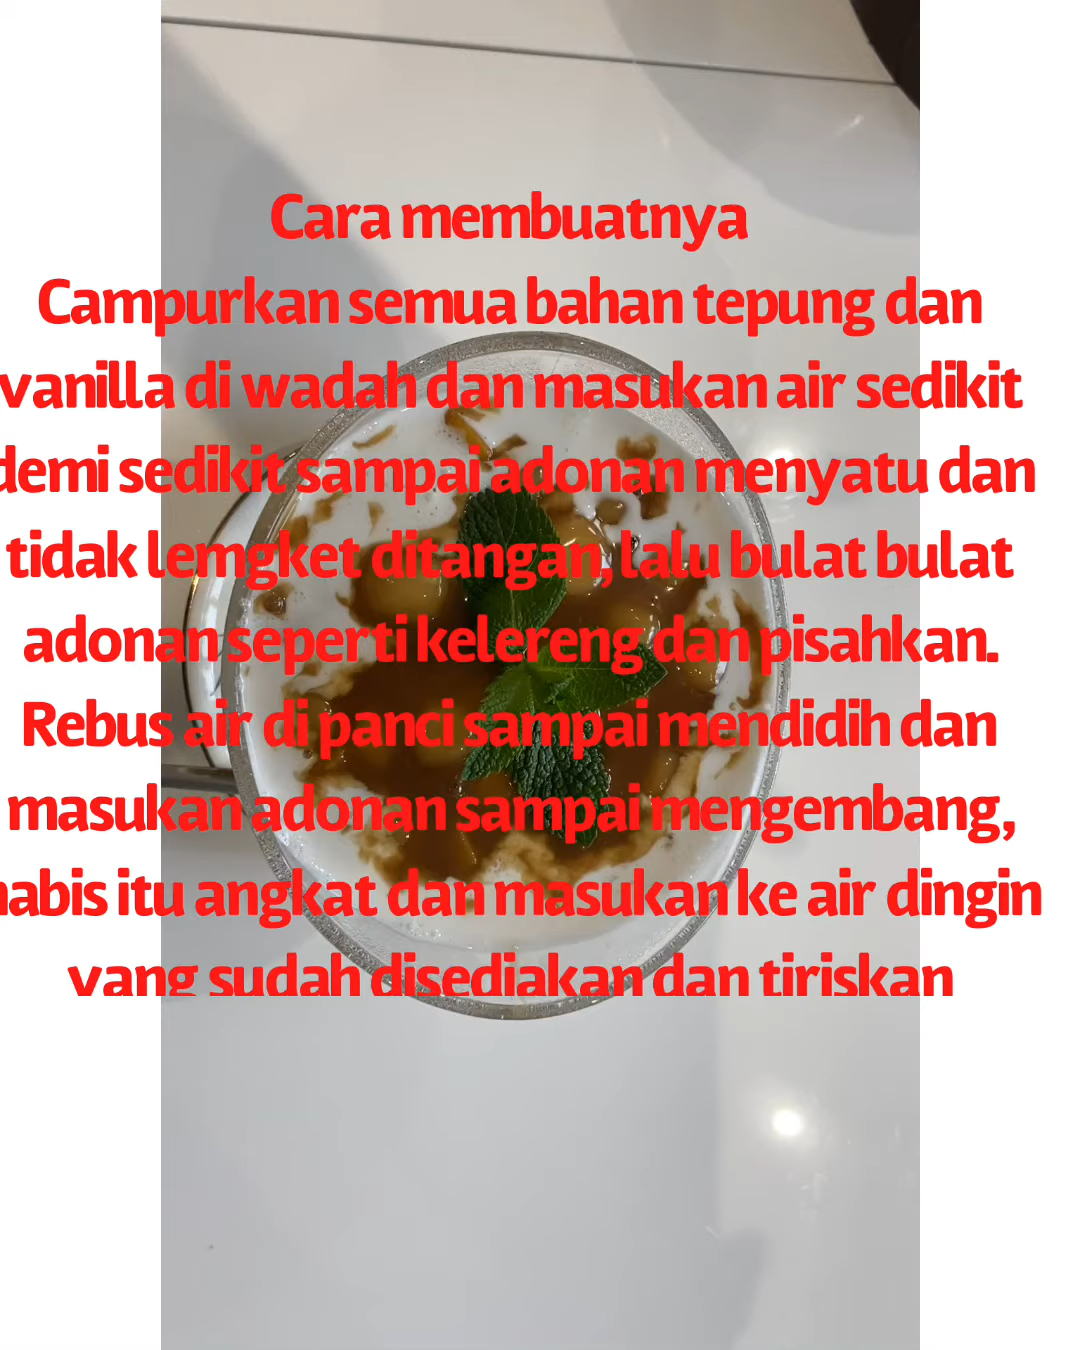 Cara membuatnya
Campurkan semua bahan tepung dan
vanilla di wadah dan masukan air sedikit
demi sedikit sampai adonan menyatu dan
tidak lemgket ditangan, lalu bulat bulat
adonan seperti kelereng dan pisahkan.
Rebus air di panci sampai mendidih dan
masukan adonan sampai mengembang,
habis itu angkat dan masukan ke air dingin
yang sudah disediakan dan tiriskan